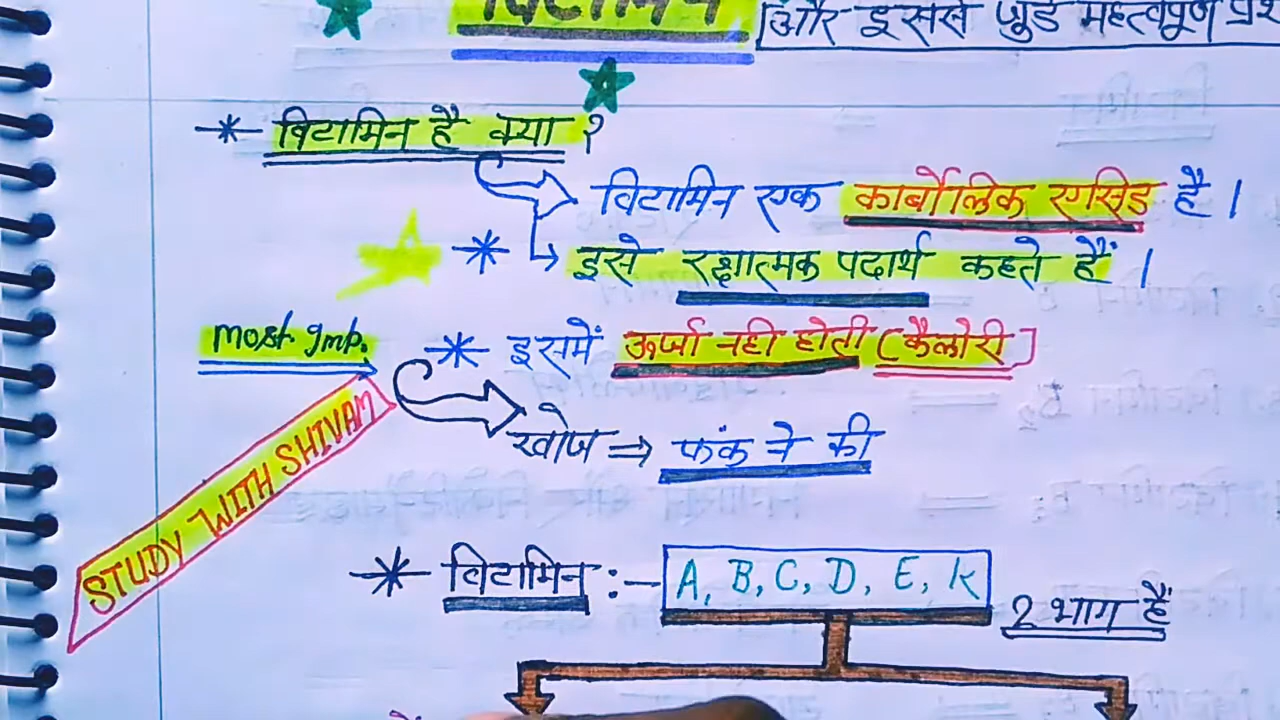 विटामिन
और इससे जुड़े महत्वपूर्ण प्रश
* विटामिन है क्या ?
विटामिन एक कार्बोलिक एसिड है।
* इसे रक्षात्मक पदार्थ कहते हैं।
most Imp.
* इसमें ऊर्जा नही होती (कैलोरी)
खोज ⇒ फंक ने की
STUDY WITH SHIVAM
* विटामिन :- A, B, C, D, E, K
2 भाग हैं